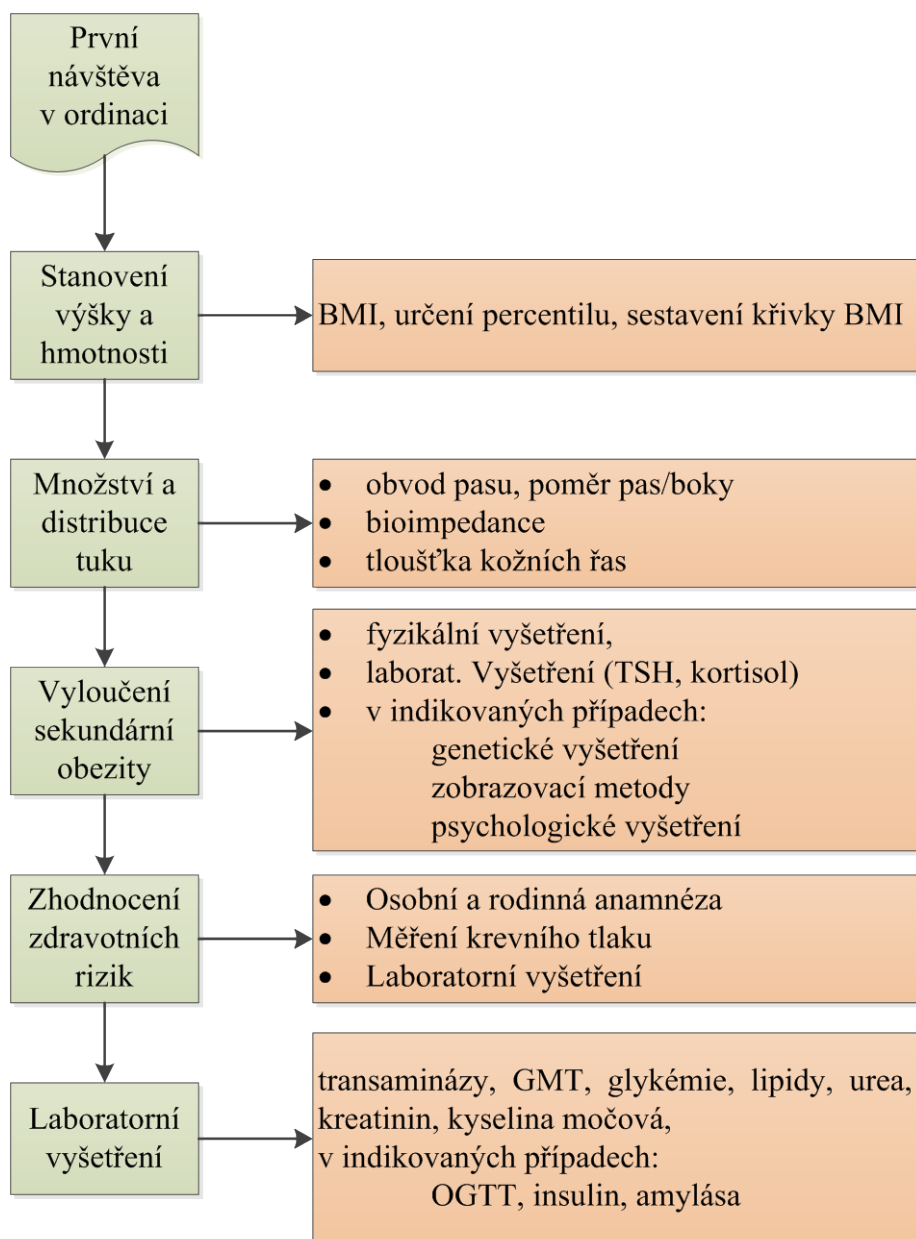 První
návštěva
v ordinaci
Stanovení
výšky a
hmotnosti
BMI, určení percentilu, sestavení křivky BMI
Množství a
distribuce
tuku
• obvod pasu, poměr pas/boky
• bioimpedance
• tloušťka kožních řas
Vyloučení
sekundární
obezity
• fyzikální vyšetření,
• laborat. Vyšetření (TSH, kortisol)
• v indikovaných případech:
genetické vyšetření
zobrazovací metody
psychologické vyšetření
Zhodnocení
zdravotních
rizik
• Osobní a rodinná anamnéza
• Měření krevního tlaku
• Laboratorní vyšetření
Laboratorní
vyšetření
transaminázy, GMT, glykémie, lipidy, urea,
kreatinin, kyselina močová,
v indikovaných případech:
OGTT, insulin, amylása